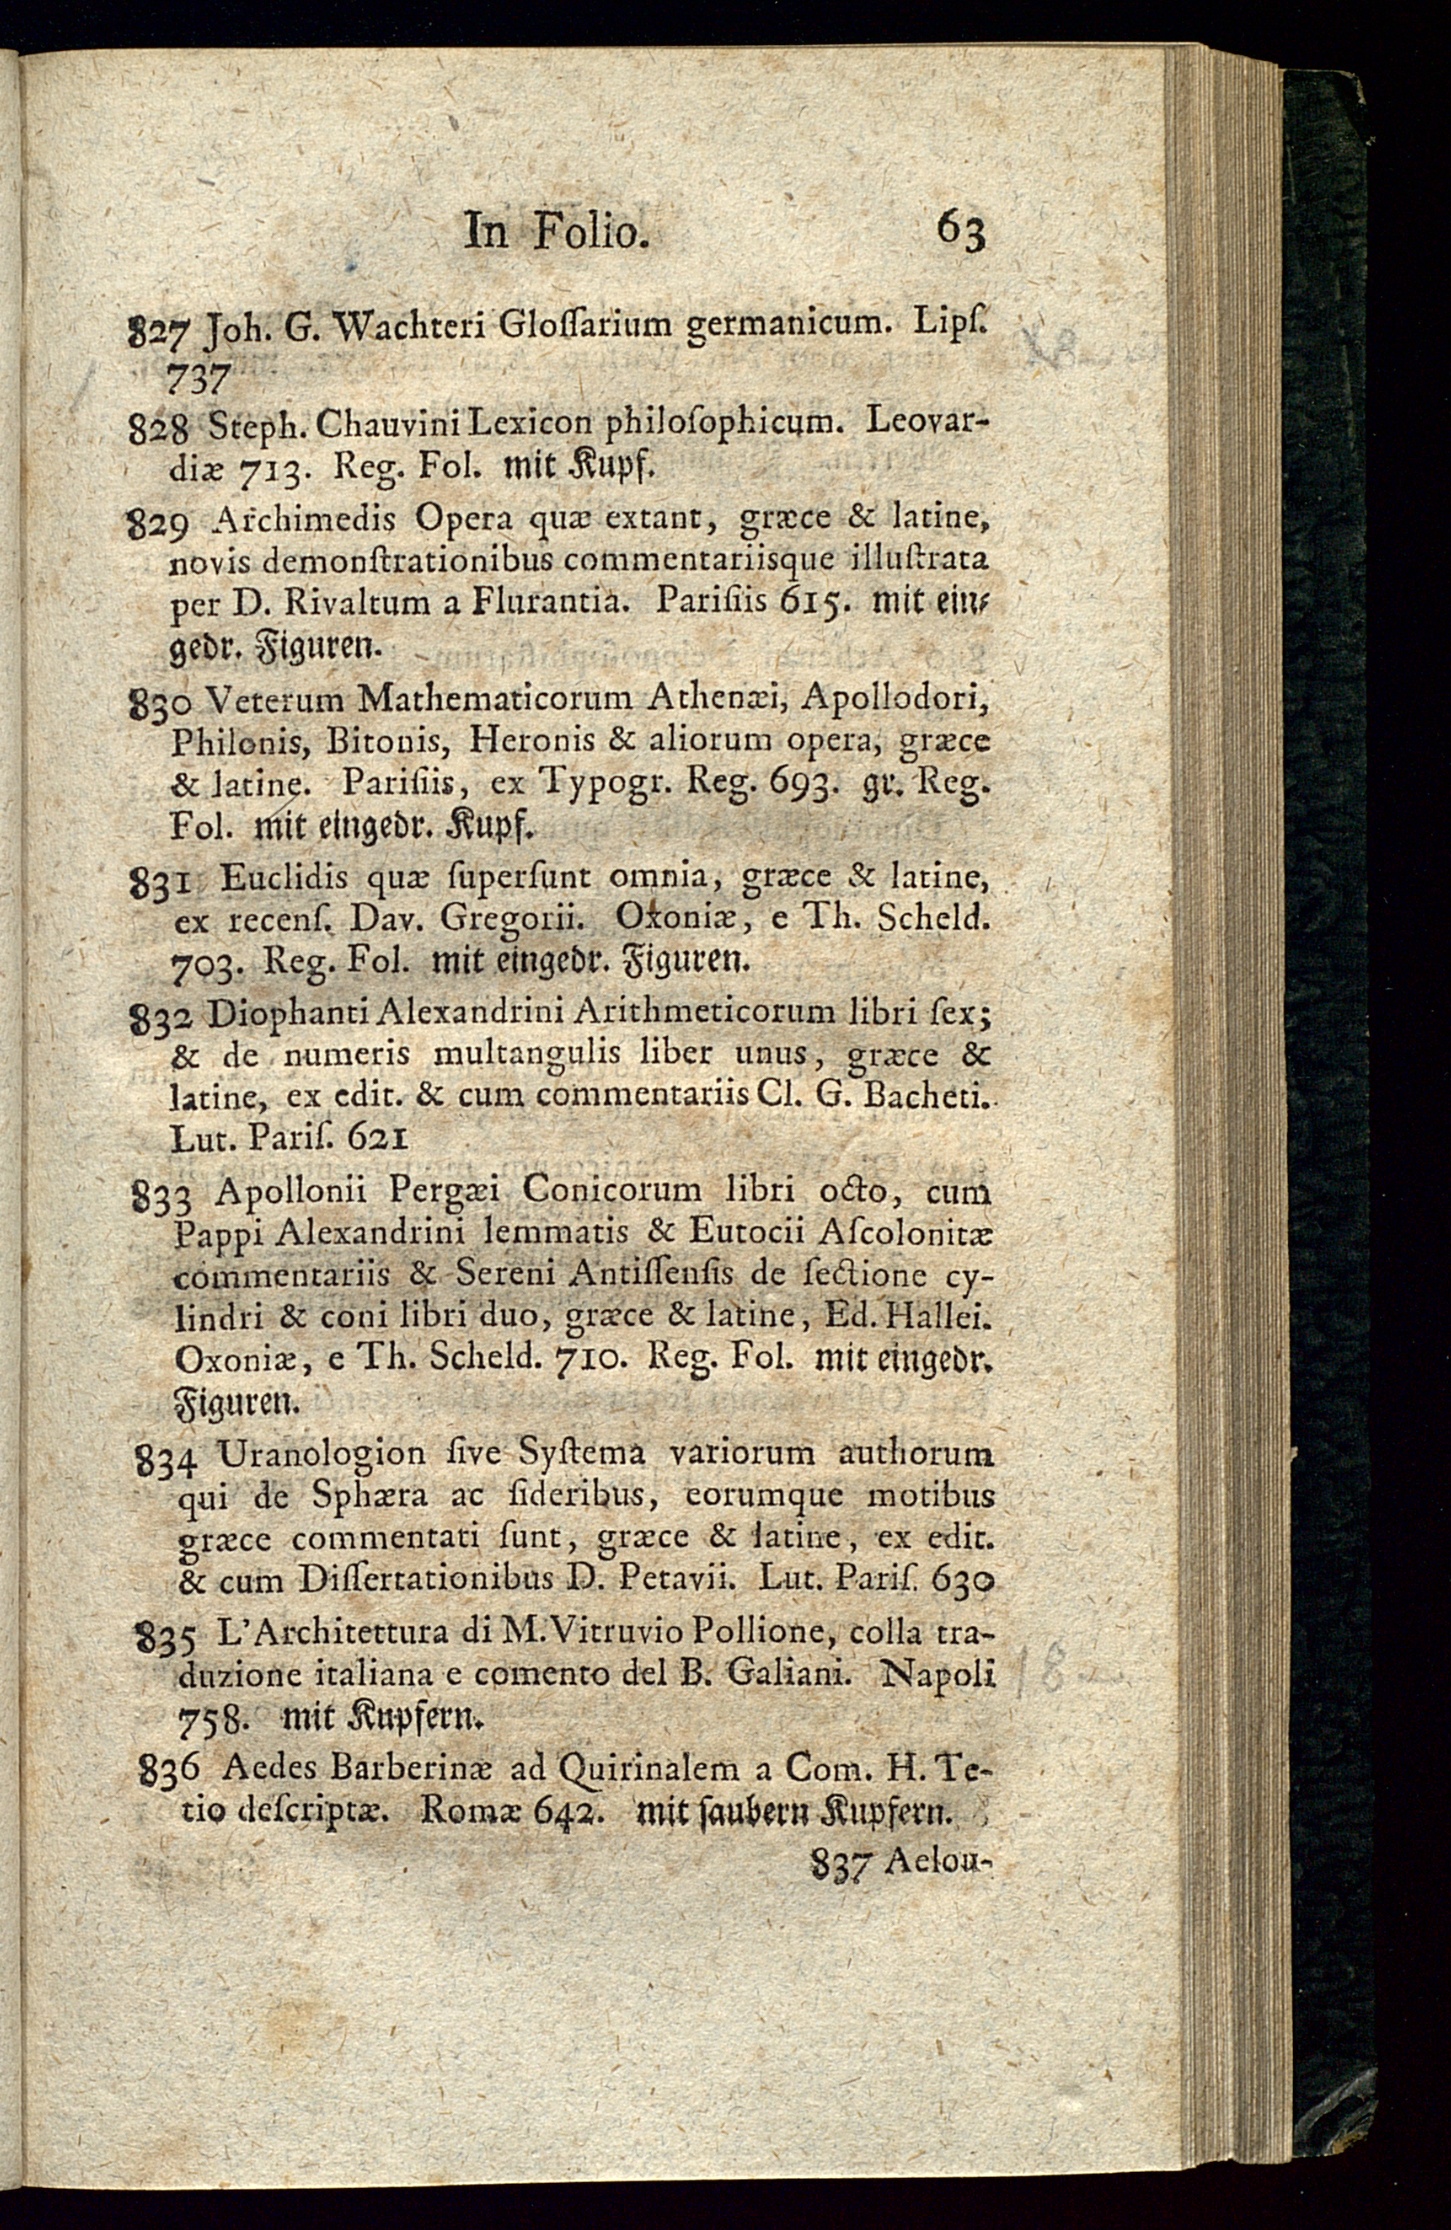 In Folio. 63
827 Joh. G. Wachteri Gloſſarium germanicum. Lipſ.
737
828 Steph. Chauvini Lexicon philoſophicum. Leovar-
diæ 713. Reg. Fol. mit Kupf.
829 Archimedis Opera quæ extant, græce & latine,
novis demonſtrationibus commentariisque illuſtrata
per D. Rivaltum a Flurantia. Pariſiis 615. mit ein-
gedr. Figuren.
830 Veterum Mathematicorum Athenæi, Apollodori,
Philonis, Bitonis, Heronis & aliorum opera, græce
& latine. Pariſiis, ex Typogr. Reg. 693. gr. Reg.
Fol. mit eingedr. Kupf.
831 Euclidis quæ ſuperſunt omnia, græce & latine,
ex recenſ. Dav. Gregorii. Oxoniæ, e Th. Scheld.
703. Reg. Fol. mit eingedr. Figuren.
832 Diophanti Alexandrini Arithmeticorum libri ſex;
& de numeris multangulis liber unus, græce &
latine, ex edit. & cum commentariis Cl. G. Bacheti.
Lut. Pariſ. 621
833 Apollonii Pergæi Conicorum libri octo, cum
Pappi Alexandrini lemmatis & Eutocii Aſcolonitæ
commentariis & Sereni Antiſſenſis de ſectione cy-
lindri & coni libri duo, græce & latine, Ed. Hallei.
Oxoniæ, e Th. Scheld. 710. Reg. Fol. mit eingedr.
Figuren.
834 Uranologion ſive Syſtema variorum authorum
qui de Sphæra ac ſideribus, eorumque motibus
græce commentati ſunt, græce & latine, ex edit.
& cum Diſſertationibus D. Petavii. Lut. Pariſ. 630
835 L'Architettura di M. Vitruvio Pollione, colla tra-
duzione italiana e comento del B. Galiani. Napoli
758. mit Kupfern.
836 Aedes Barberinæ ad Quirinalem a Com. H. Te-
tio deſcriptæ. Romæ 642. mit ſaubern Kupfern.
837 Aelou-